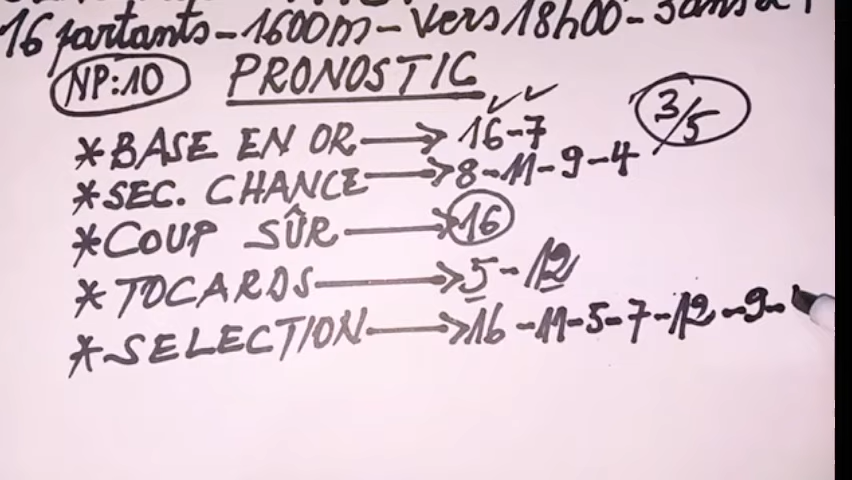 16 partants - 1600m - Vers 18h00 -
NP:10 PRONOSTIC
3/5
*BASE EN OR → 16-7
*SEC. CHANCE → 8-11-9-4
*COUP SÛR → 16
*TOCARDS → 5-12
*SELECTION → 16-11-5-7-12-9-